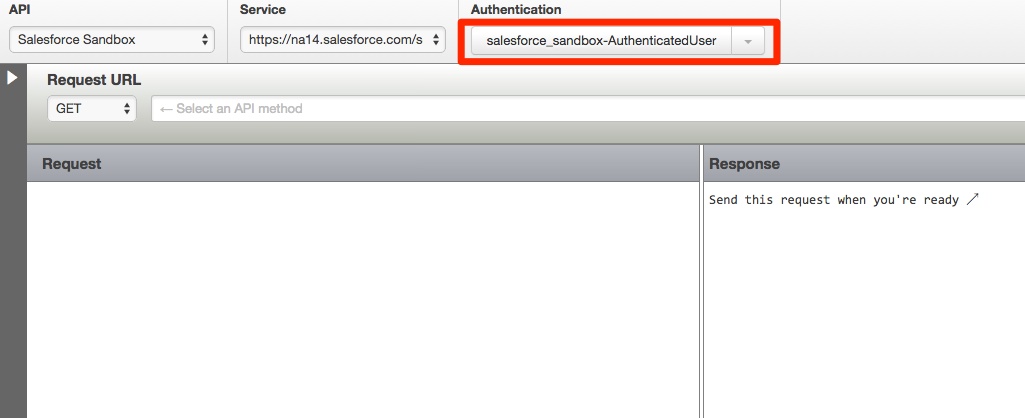 API
Service
Authentication
Salesforce Sandbox
https://na14.salesforce.com/s
salesforce_sandbox-AuthenticatedUser
Request URL
GET
← Select an API method
Request
Response
Send this request when you're ready ↗